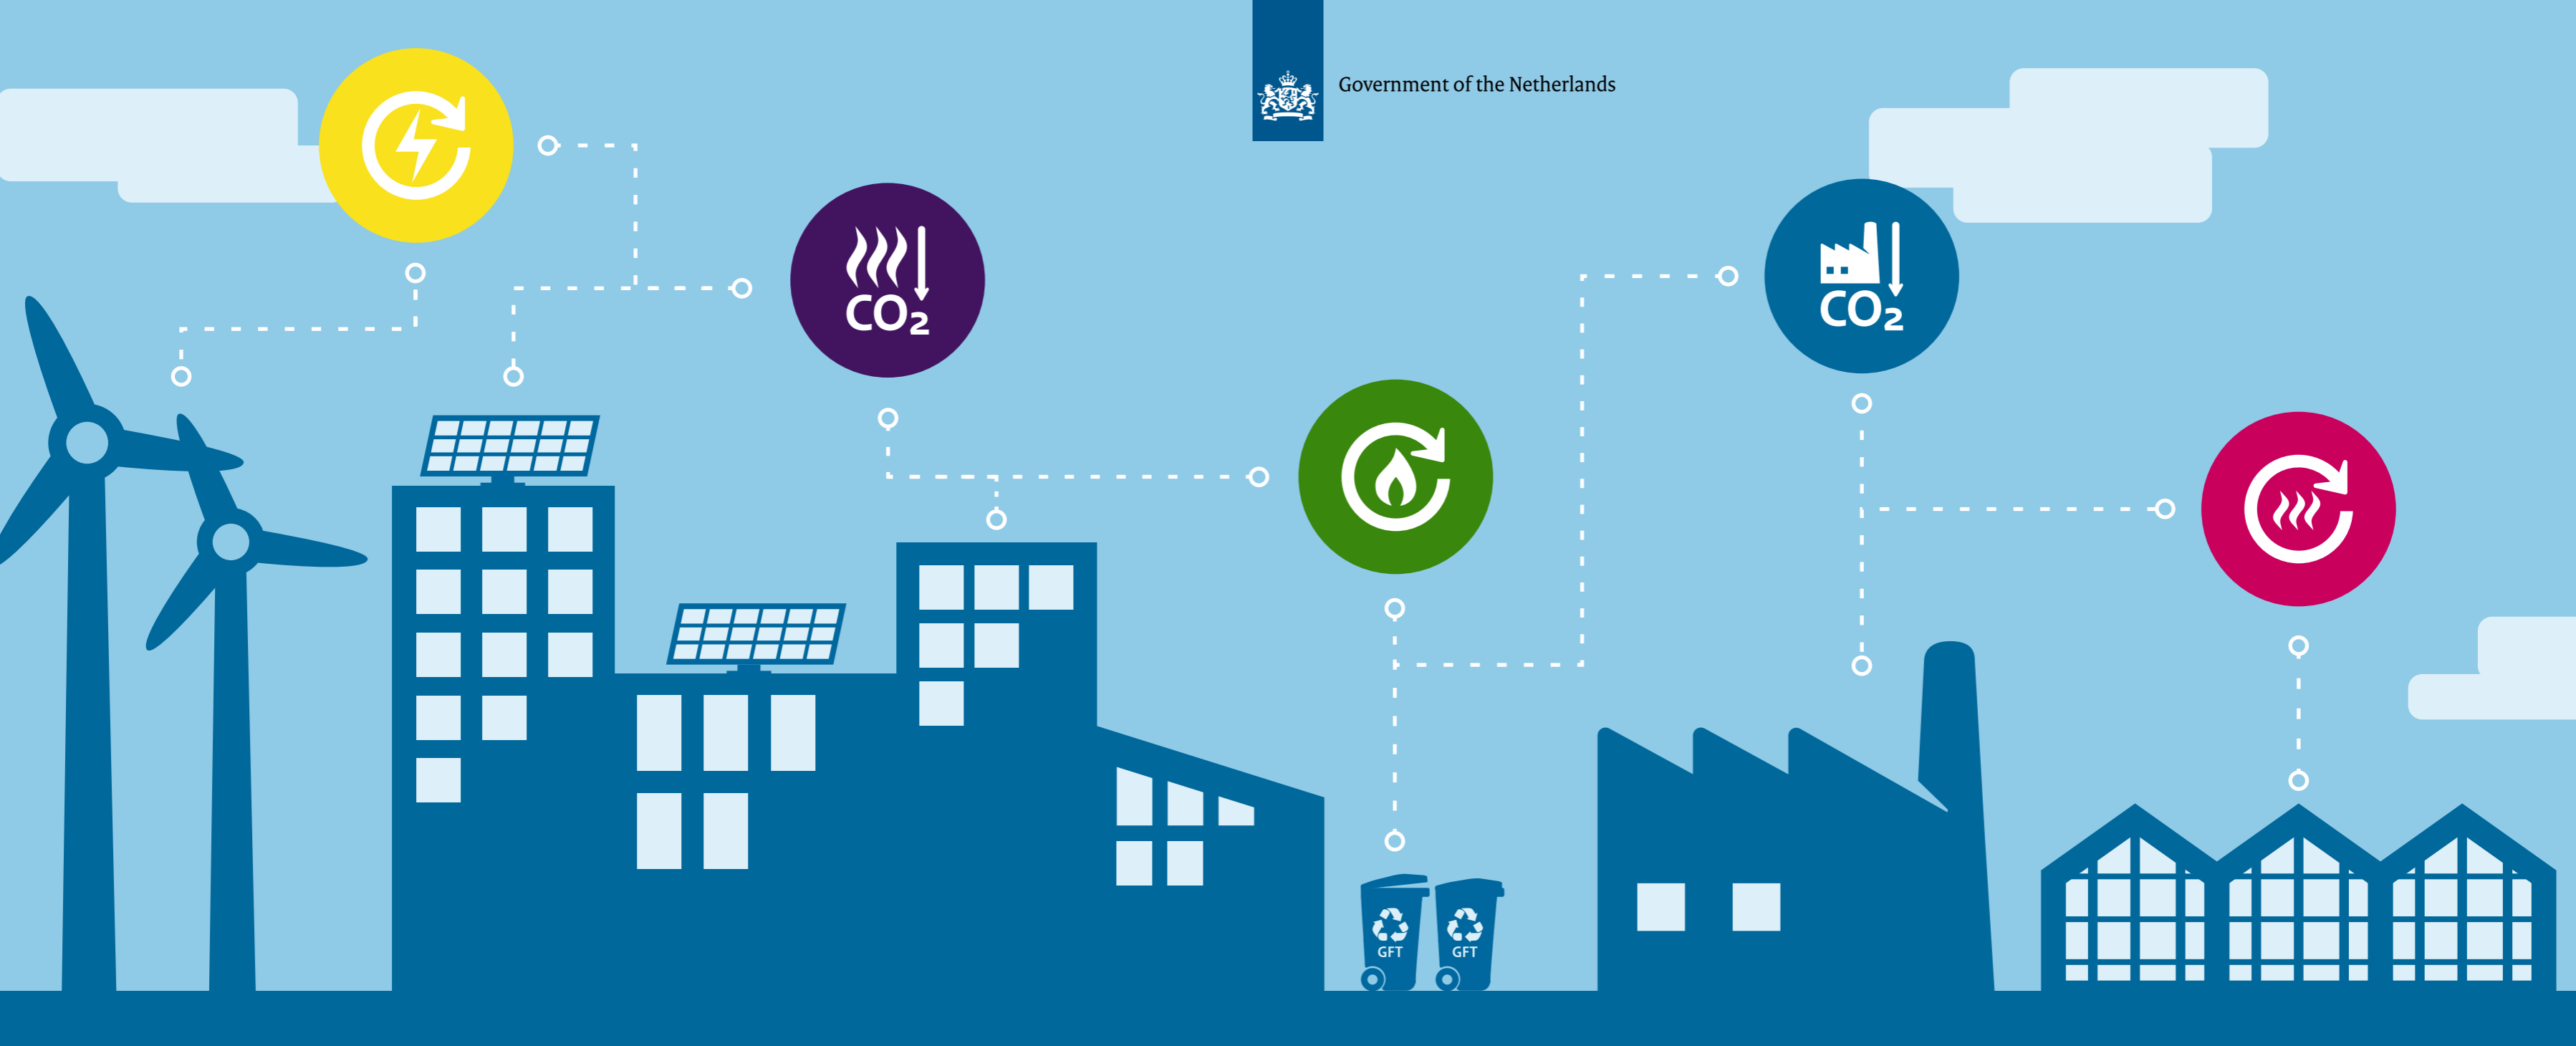 Government of the Netherlands
CO₂
CO₂
GFT
GFT